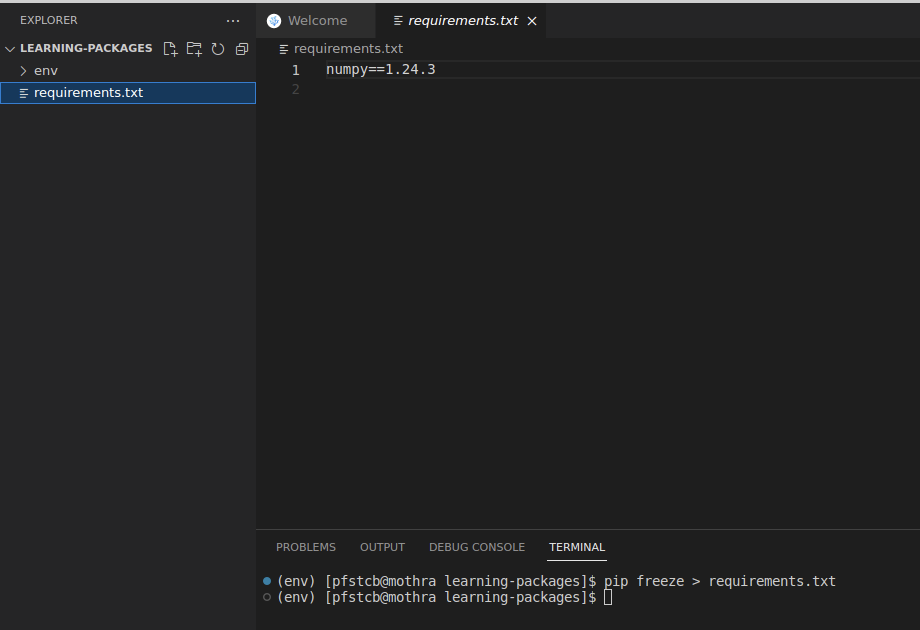 EXPLORER
LEARNING-PACKAGES
env
requirements.txt
Welcome
requirements.txt
requirements.txt
1 numpy==1.24.3
2
PROBLEMS OUTPUT DEBUG CONSOLE TERMINAL
(env) [pfstcb@mothra learning-packages]$ pip freeze > requirements.txt
(env) [pfstcb@mothra learning-packages]$